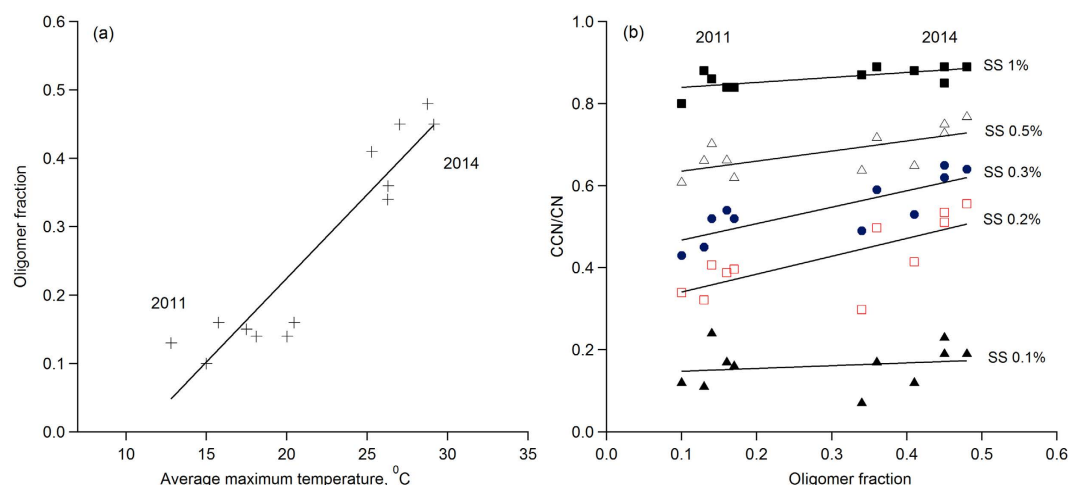 (a)
0.6
0.5
0.4
0.3
0.2
0.1
0.0
Oligomer fraction
2011
2014
10
15
20
25
30
35
Average maximum temperature, ⁰C
(b)
1.0
0.8
0.6
0.4
0.2
0.0
CCN/CN
2011
2014
SS 1%
SS 0.5%
SS 0.3%
SS 0.2%
SS 0.1%
0.0
0.1
0.2
0.3
0.4
0.5
0.6
Oligomer fraction